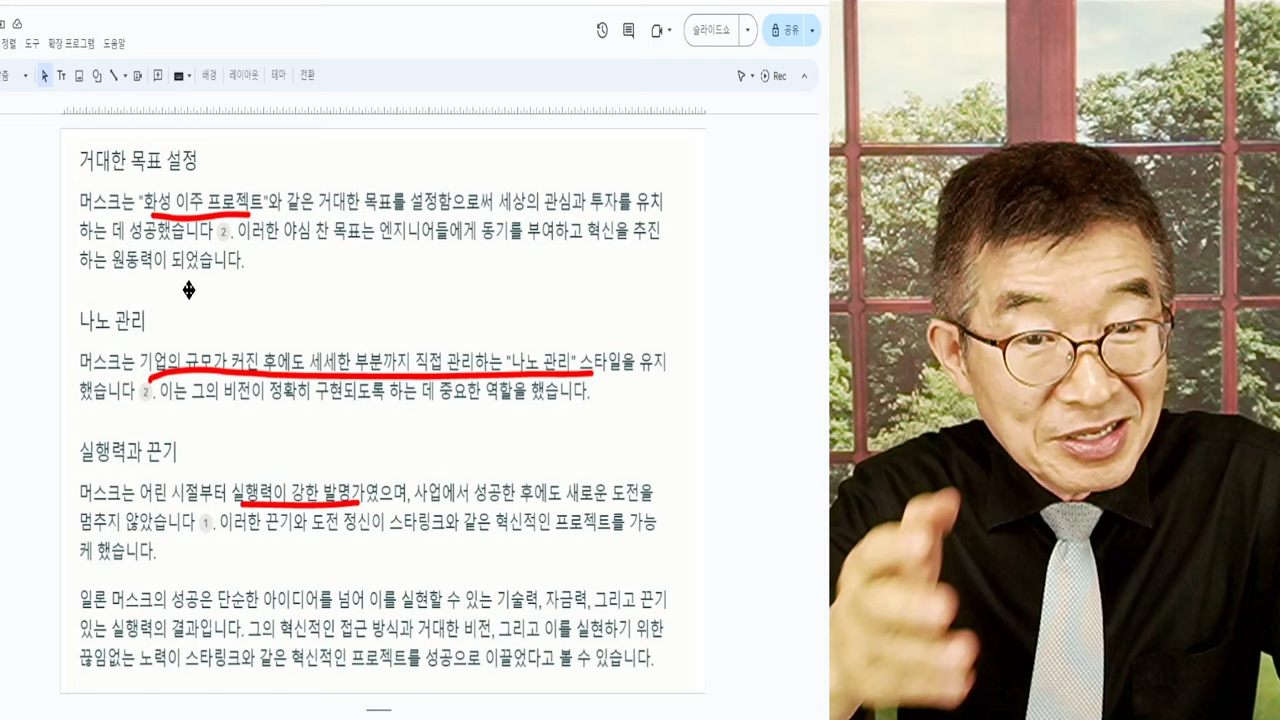 정렬 도구 확장 프로그램 도움말
슬라이드쇼
공유
배경 레이아웃 테마 전환
Rec
거대한 목표 설정
머스크는 "화성 이주 프로젝트"와 같은 거대한 목표를 설정함으로써 세상의 관심과 투자를 유치
하는 데 성공했습니다 2. 이러한 야심 찬 목표는 엔지니어들에게 동기를 부여하고 혁신을 추진
하는 원동력이 되었습니다.
나노 관리
머스크는 기업의 규모가 커진 후에도 세세한 부분까지 직접 관리하는 "나노 관리" 스타일을 유지
했습니다 2. 이는 그의 비전이 정확히 구현되도록 하는 데 중요한 역할을 했습니다.
실행력과 끈기
머스크는 어린 시절부터 실행력이 강한 발명가였으며, 사업에서 성공한 후에도 새로운 도전을
멈추지 않았습니다 1. 이러한 끈기와 도전 정신이 스타링크와 같은 혁신적인 프로젝트를 가능
케 했습니다.
일론 머스크의 성공은 단순한 아이디어를 넘어 이를 실현할 수 있는 기술력, 자금력, 그리고 끈기
있는 실행력의 결과입니다. 그의 혁신적인 접근 방식과 거대한 비전, 그리고 이를 실현하기 위한
끊임없는 노력이 스타링크와 같은 혁신적인 프로젝트를 성공으로 이끌었다고 볼 수 있습니다.